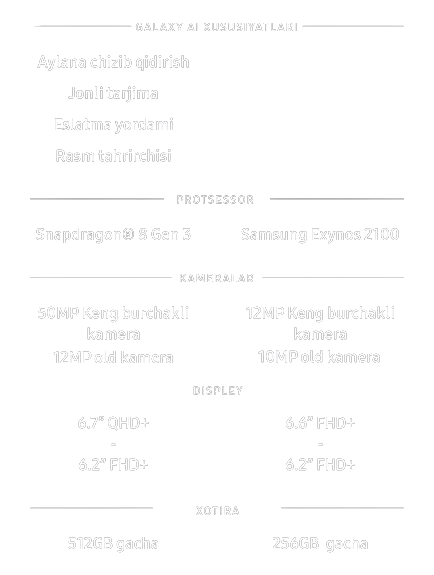 GALAXY AI XUSUSIYATLARI
Aylana chizib qidirish
Jonli tarjima
Eslatma yordami
Rasm tahrirchisi
PROTSESSOR
Snapdragon® 8 Gen 3
Samsung Exynos 2100
KAMERALAR
50MP Keng burchakli
kamera
12MP old kamera
12MP Keng burchakli
kamera
10MP old kamera
DISPLEY
6.7” QHD+
-
6.2” FHD+
6.6” FHD+
-
6.2” FHD+
XOTIRA
512GB gacha
256GB gacha